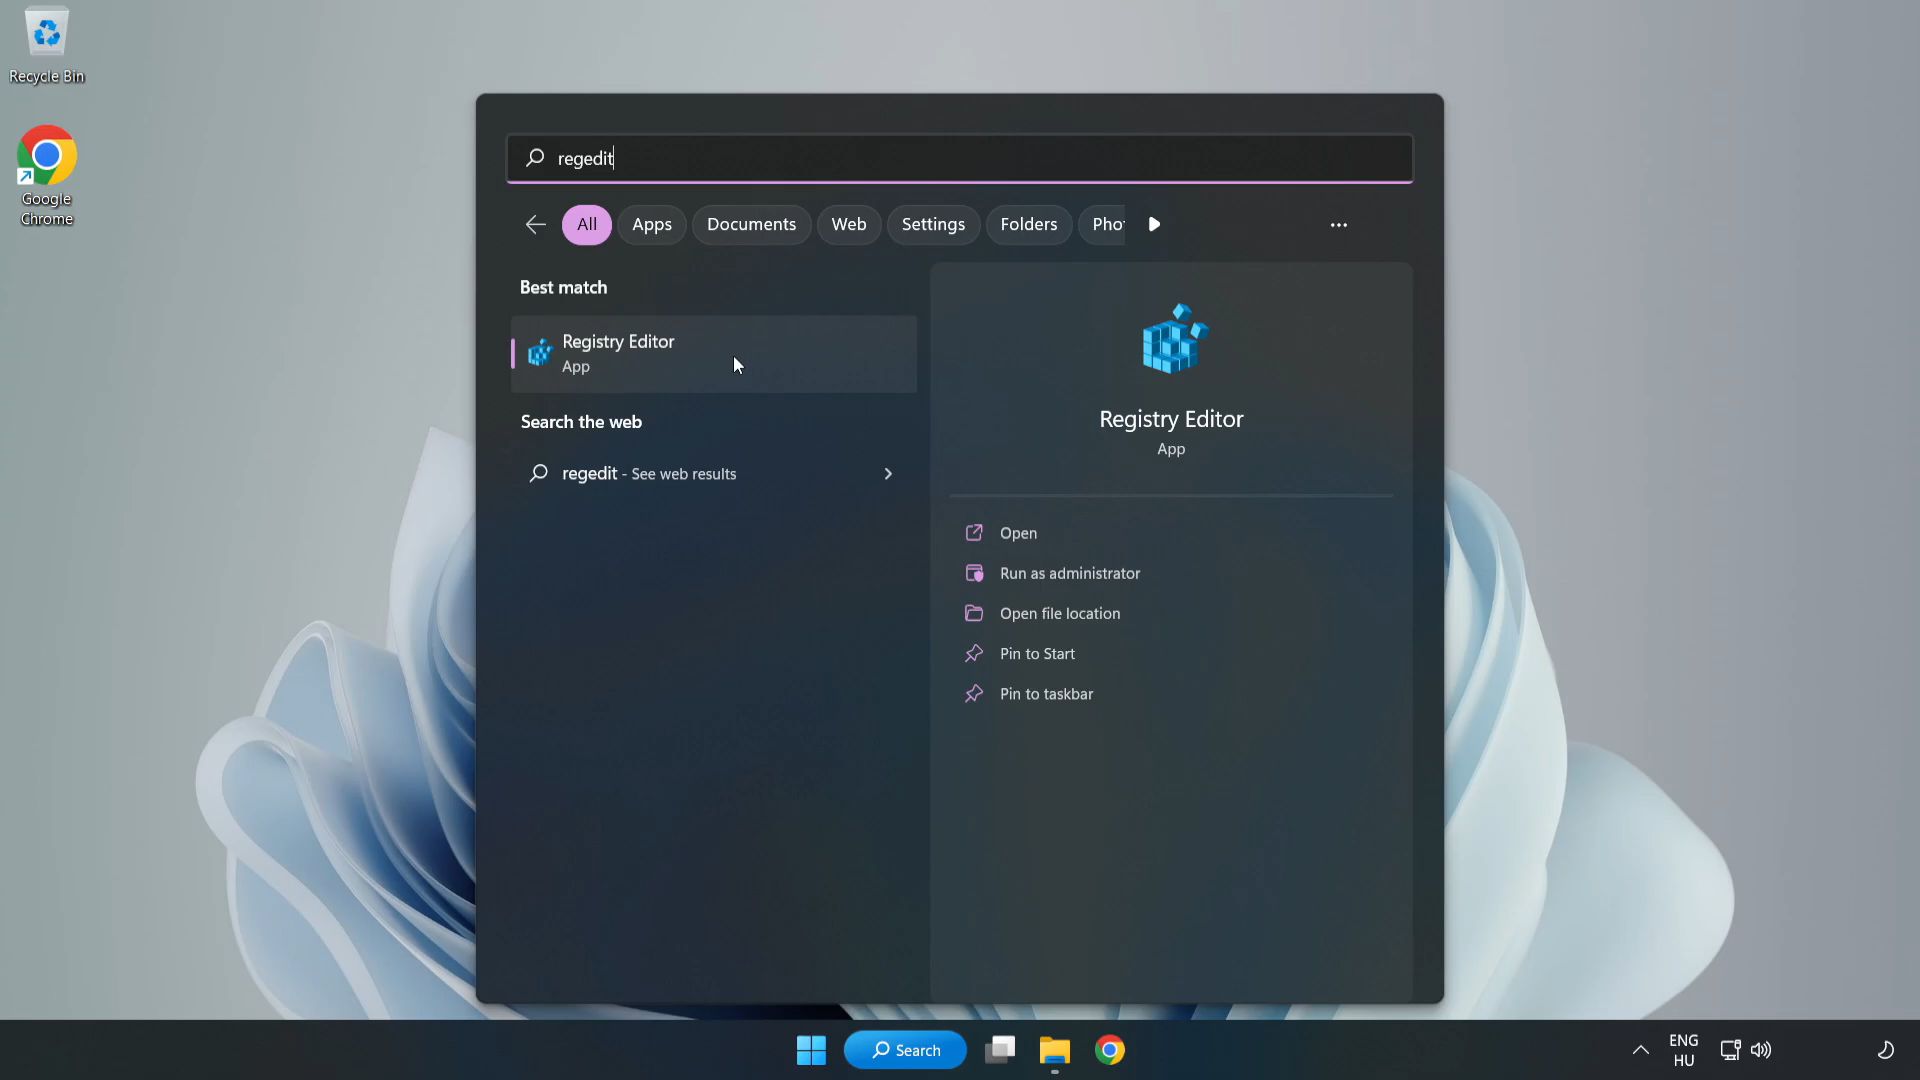 Recycle Bin
Google
Chrome
regedit
All Apps Documents Web Settings Folders Pho
Best match
Registry Editor
App
Search the web
regedit - See web results
Registry Editor
App
Open
Run as administrator
Open file location
Pin to Start
Pin to taskbar
Search
ENG
HU